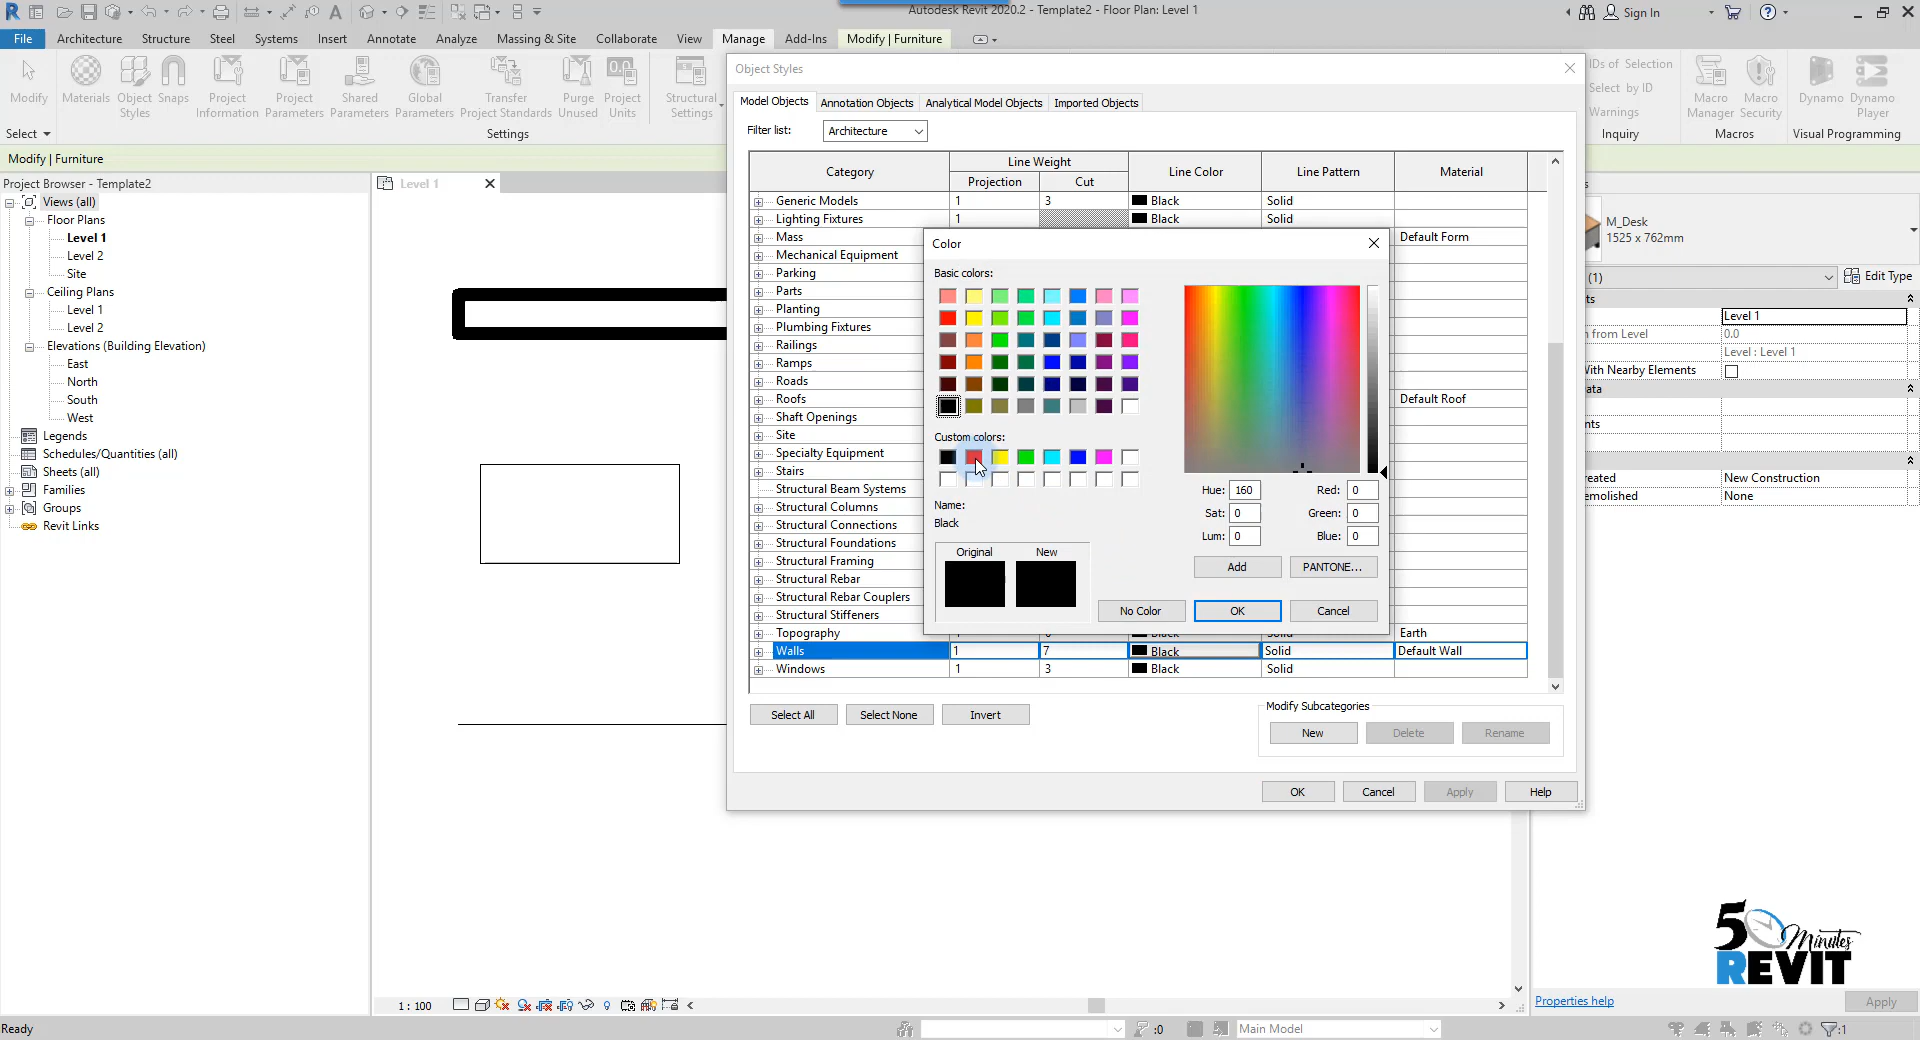 Autodesk Revit 2020.2 - Template2 - Floor Plan: Level 1
Sign In
File Architecture Structure Steel Systems Insert Annotate Analyze Massing & Site Collaborate View Manage Add-Ins Modify | Furniture
Modify
Materials
Object Styles
Snaps
Project Information
Project Parameters
Shared Parameters
Global Parameters
Transfer Project Standards
Purge Unused
Project Units
Structural Settings
IDs of Selection
Select by ID
Warnings
Macro Manager
Macro Security
Dynamo
Dynamo Player
Select
Settings
Inquiry
Macros
Visual Programming
Modify | Furniture
Project Browser - Template2
Views (all)
Floor Plans
Level 1
Level 2
Site
Ceiling Plans
Level 1
Level 2
Elevations (Building Elevation)
East
North
South
West
Legends
Schedules/Quantities (all)
Sheets (all)
Families
Groups
Revit Links
Level 1
Object Styles
Model Objects Annotation Objects Analytical Model Objects Imported Objects
Filter list: Architecture
Category Line Weight Line Color Line Pattern Material
Projection Cut
Generic Models 1 3 Black Solid
Lighting Fixtures 1 Black Solid
Mass Default Form
Mechanical Equipment
Parking
Parts
Planting
Plumbing Fixtures
Railings
Ramps
Roads
Roofs Default Roof
Shaft Openings
Site
Specialty Equipment
Stairs
Structural Beam Systems
Structural Columns
Structural Connections
Structural Foundations
Structural Framing
Structural Rebar
Structural Rebar Couplers
Structural Stiffeners
Topography Black Solid Earth
Walls 1 7 Black Solid Default Wall
Windows 1 3 Black Solid
Select All Select None Invert
Modify Subcategories
New Delete Rename
OK Cancel Apply Help
Color
Basic colors:
Custom colors:
Name:
Black
Original New
Hue: 160 Red: 0
Sat: 0 Green: 0
Lum: 0 Blue: 0
Add PANTONE...
No Color OK Cancel
M_Desk
1525 x 762mm
(1) Edit Type
Level 1
from Level 0.0
Level : Level 1
With Nearby Elements
New Construction
None
Properties help Apply
5 Minutes
REVIT
1 : 100
Ready
:0
Main Model
:1